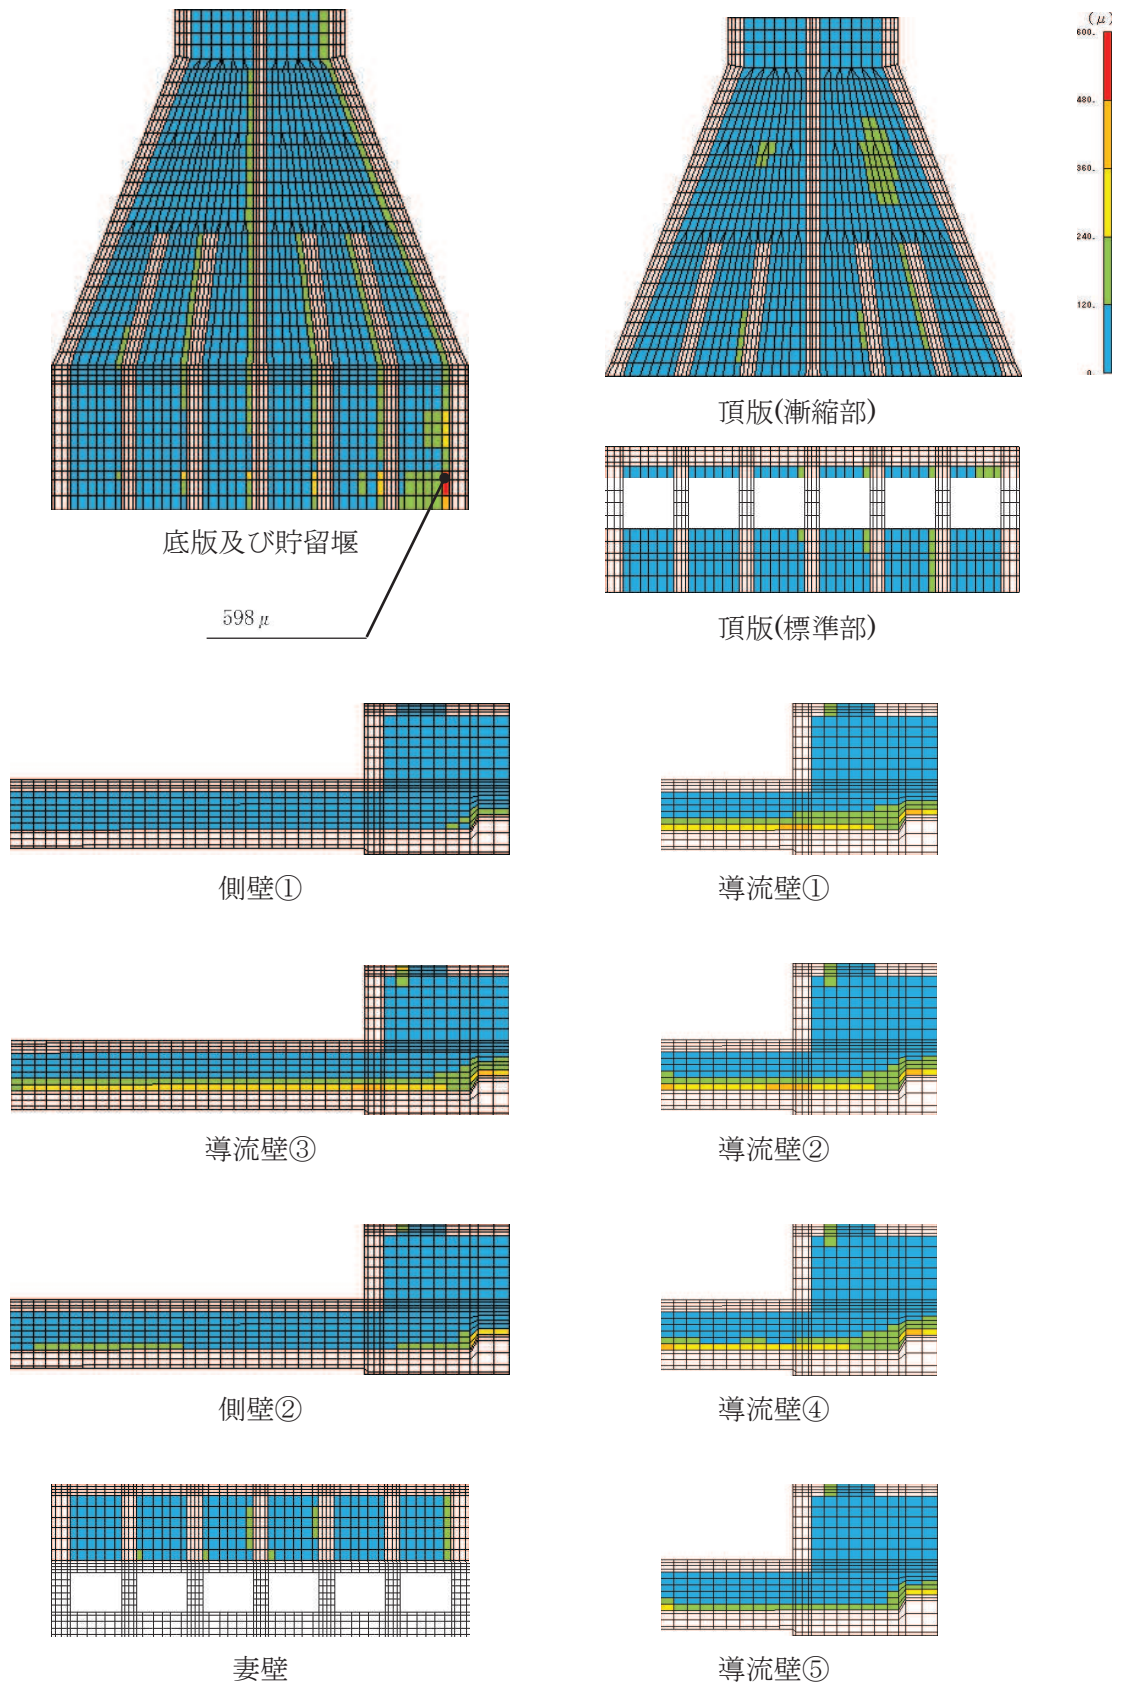 (μ)
600.
480.
360.
240.
120.
0.
底版及び貯留堰
598μ
頂版(漸縮部)
頂版(標準部)
側壁①
導流壁①
導流壁③
導流壁②
側壁②
導流壁④
妻壁
導流壁⑤